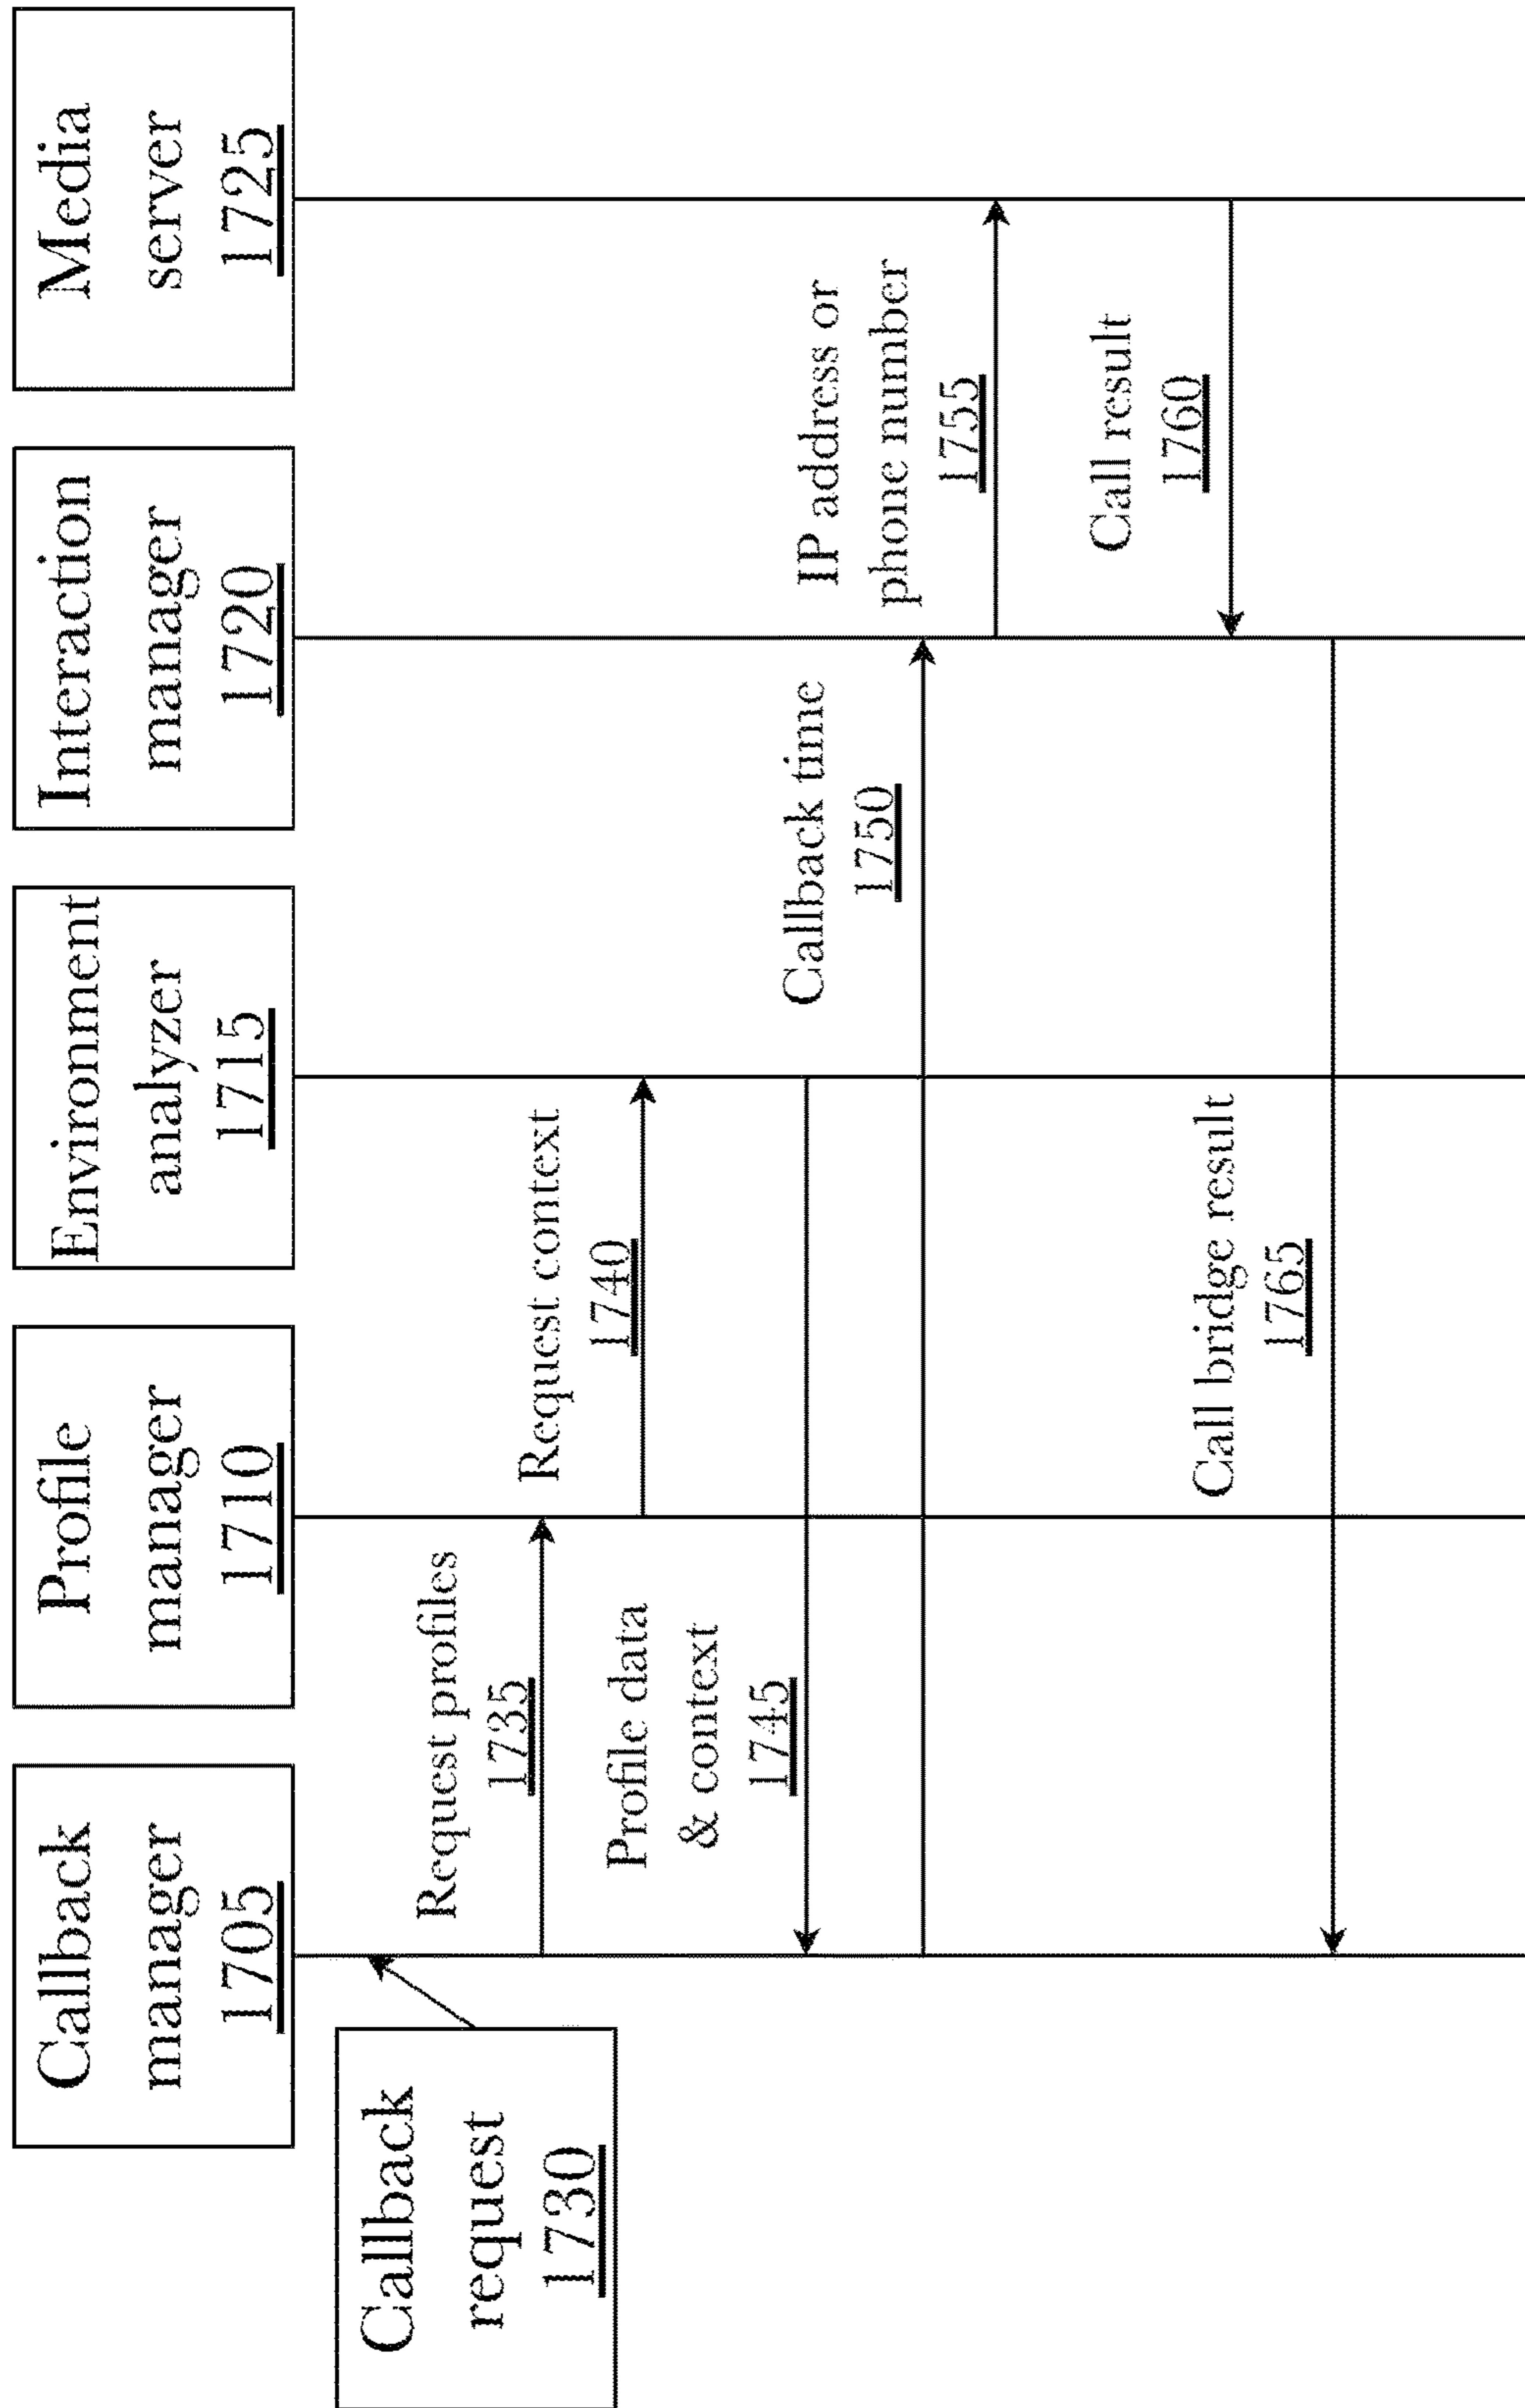 Callback
manager
1705
Profile
manager
1710
Environment
analyzer
1715
Interaction
manager
1720
Media
server
1725
Callback
request
1730
Request profiles
1735
Request context
1740
Profile data
& context
1745
Callback time
1750
IP address or
phone number
1755
Call result
1760
Call bridge result
1765